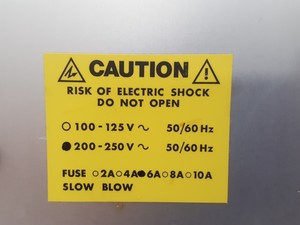 CAUTION
RISK OF ELECTRIC SHOCK
DO NOT OPEN
○ 100 - 125 V ~ 50/60 Hz
● 200 - 250 V ~ 50/60 Hz
FUSE ○ 2A ○ 4A ● 6A ○ 8A ○ 10A
SLOW BLOW